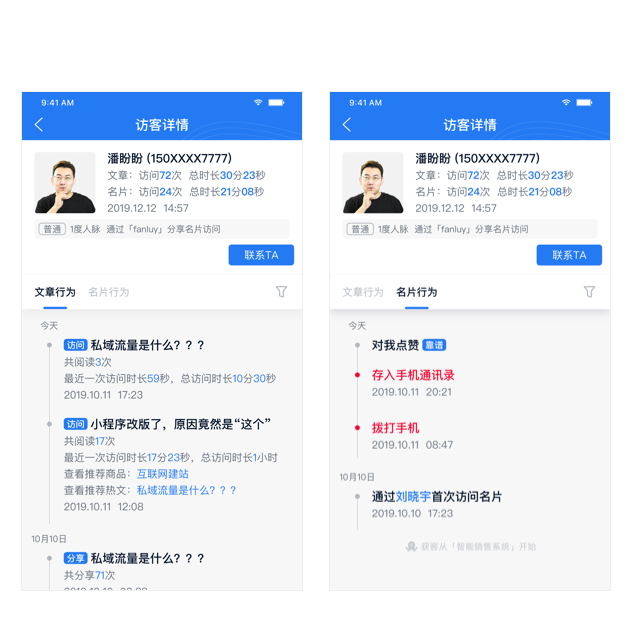 9:41 AM
访客详情
潘盼盼 (150XXXX7777)
文章：访问72次 总时长30分23秒
名片：访问24次 总时长21分08秒
2019.12.12 14:57
普通 1度人脉 通过「fanluy」分享名片访问
联系TA
文章行为 名片行为
今天
访问 私域流量是什么？？？
共阅读3次
最近一次访问时长59秒，总访问时长10分30秒
2019.10.11 17:23
访问 小程序改版了，原因竟然是“这个”
共阅读17次
最近一次访问时长17分23秒，总访问时长1小时
查看推荐商品：互联网建站
查看推荐热文：私域流量是什么？？？
2019.10.11 12:08
10月10日
分享 私域流量是什么？？？
共分享71次
9:41 AM
访客详情
潘盼盼 (150XXXX7777)
文章：访问72次 总时长30分23秒
名片：访问24次 总时长21分08秒
2019.12.12 14:57
普通 1度人脉 通过「fanluy」分享名片访问
联系TA
文章行为 名片行为
今天
对我点赞 靠谱
存入手机通讯录
2019.10.11 20:21
拨打手机
2019.10.11 08:47
10月10日
通过刘晓宇首次访问名片
2019.10.10 17:23
获客从「智能销售系统」开始